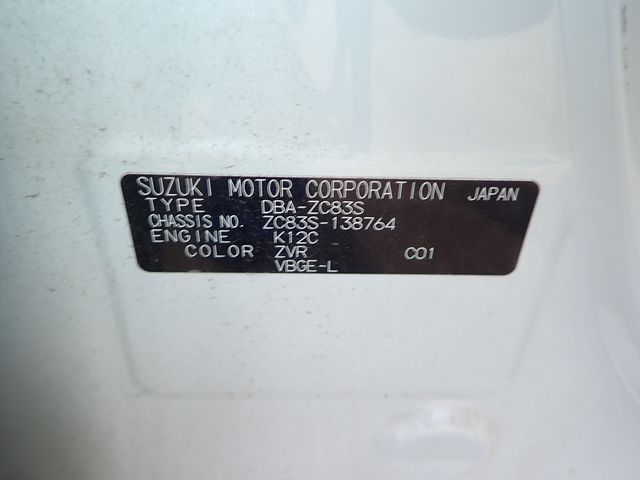 SUZUKI MOTOR CORPORATION JAPAN
TYPE DBA-ZC83S
CHASSIS NO. ZC83S-138764
ENGINE K12C
COLOR ZVR C01
VBGE-L